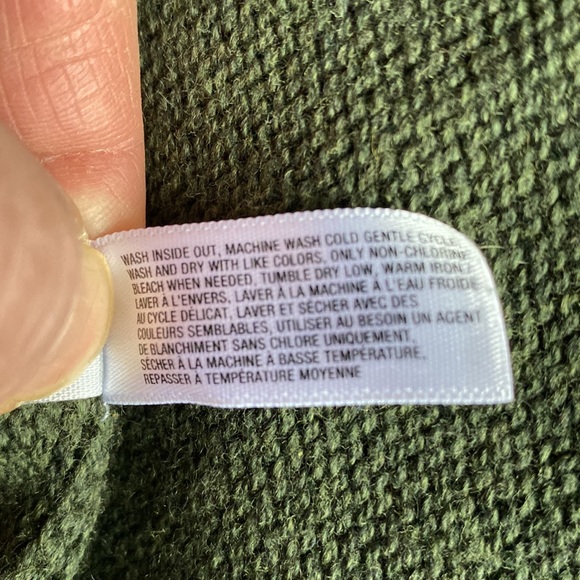 WASH INSIDE OUT, MACHINE WASH COLD GENTLE CYCLE,
WASH AND DRY WITH LIKE COLORS, ONLY NON-CHLORINE
BLEACH WHEN NEEDED, TUMBLE DRY LOW, WARM IRON
LAVER À L'ENVERS, LAVER À LA MACHINE À L'EAU FROIDE
AU CYCLE DÉLICAT, LAVER ET SÉCHER AVEC DES
COULEURS SEMBLABLES, UTILISER AU BESOIN UN AGENT
DE BLANCHIMENT SANS CHLORE UNIQUEMENT,
SÉCHER À LA MACHINE À BASSE TEMPÉRATURE,
REPASSER À TEMPÉRATURE MOYENNE